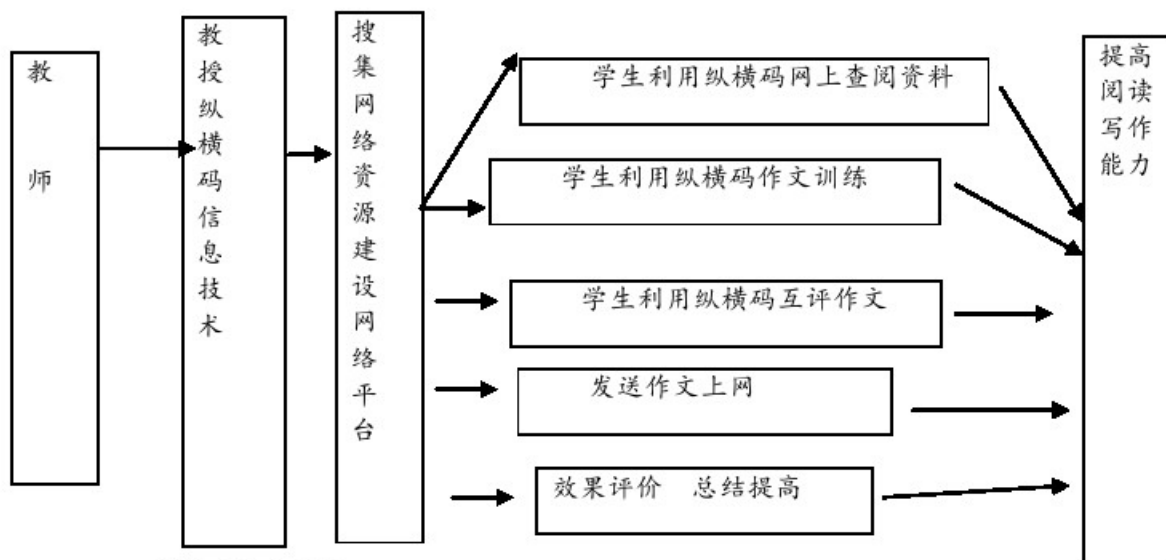 教师
教授纵横码信息技术
搜集网络资源建设网络平台
学生利用纵横码网上查阅资料
学生利用纵横码作文训练
学生利用纵横码互评作文
发送作文上网
效果评价 总结提高
提高
阅读
写作
能力